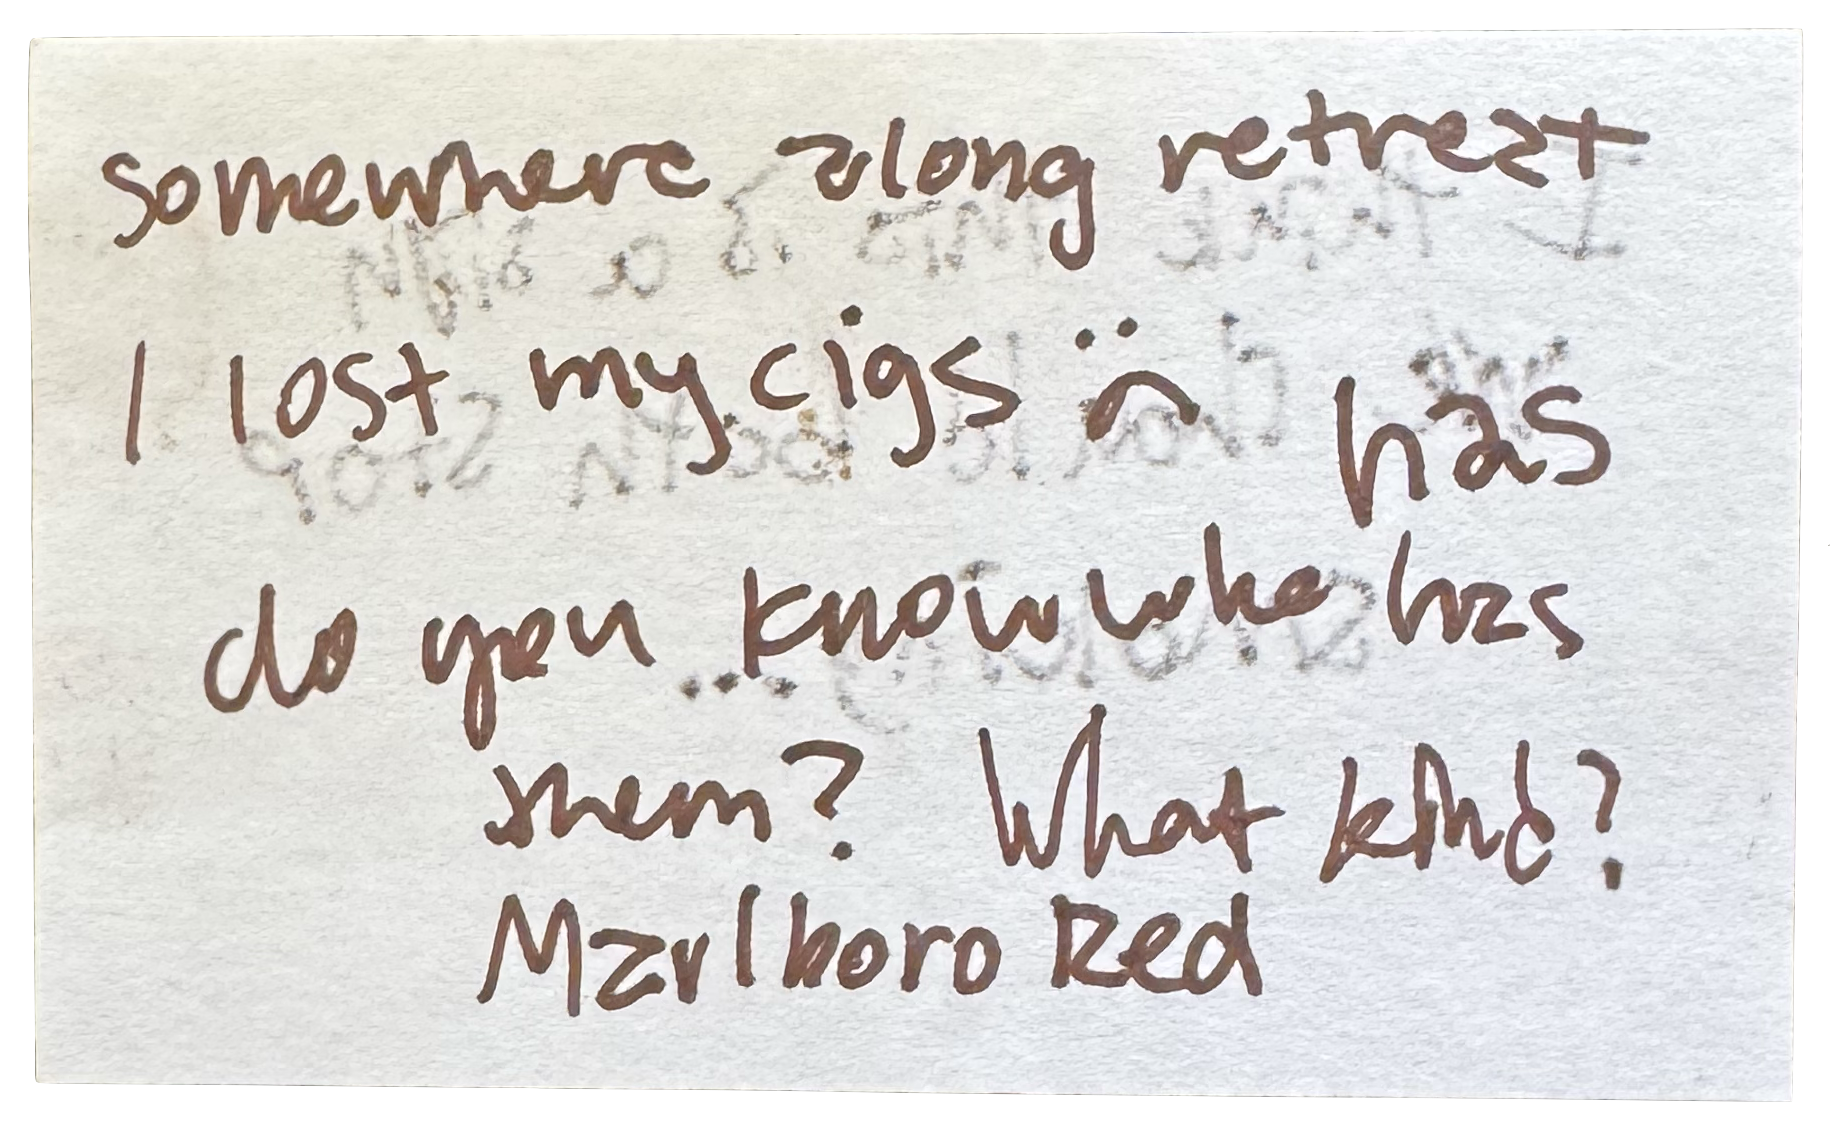 somewhere along retreat
I lost my cigs :( has
do you know who has
them? What kind?
Marlboro Red